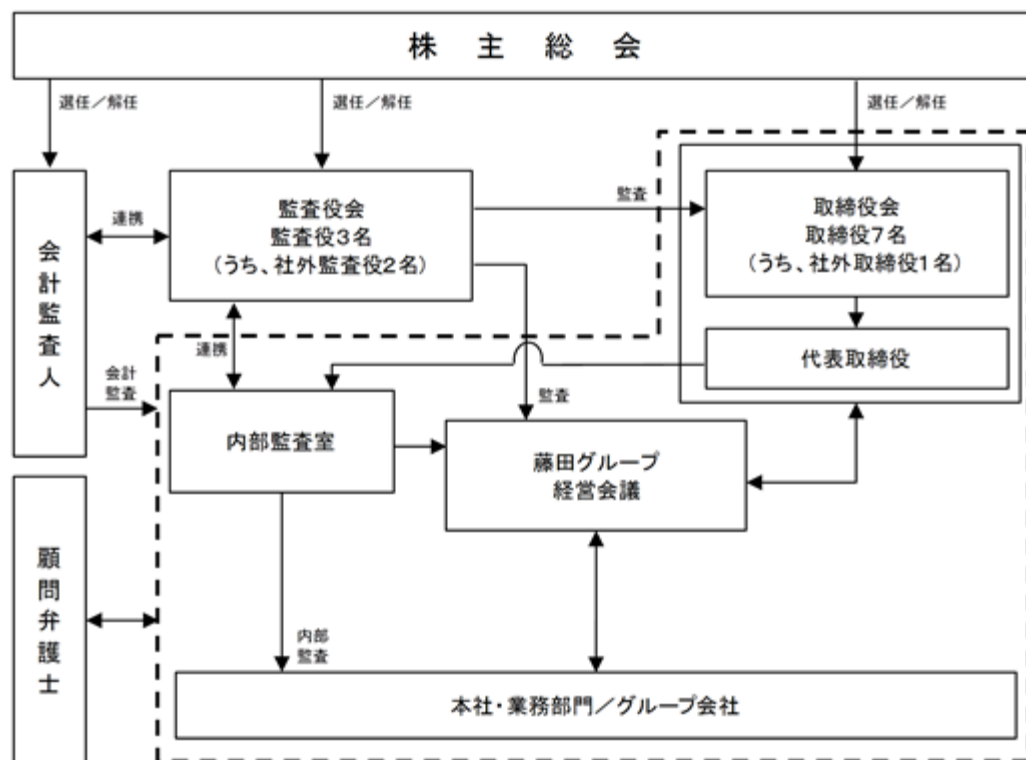 株主総会
選任／解任
選任／解任
選任／解任
会計監査人
連携
監査役会
監査役3名
（うち、社外監査役2名）
監査
取締役会
取締役7名
（うち、社外取締役1名）
代表取締役
連携
会計
監査
内部監査室
監査
藤田グループ
経営会議
顧問弁護士
内部
監査
本社・業務部門／グループ会社